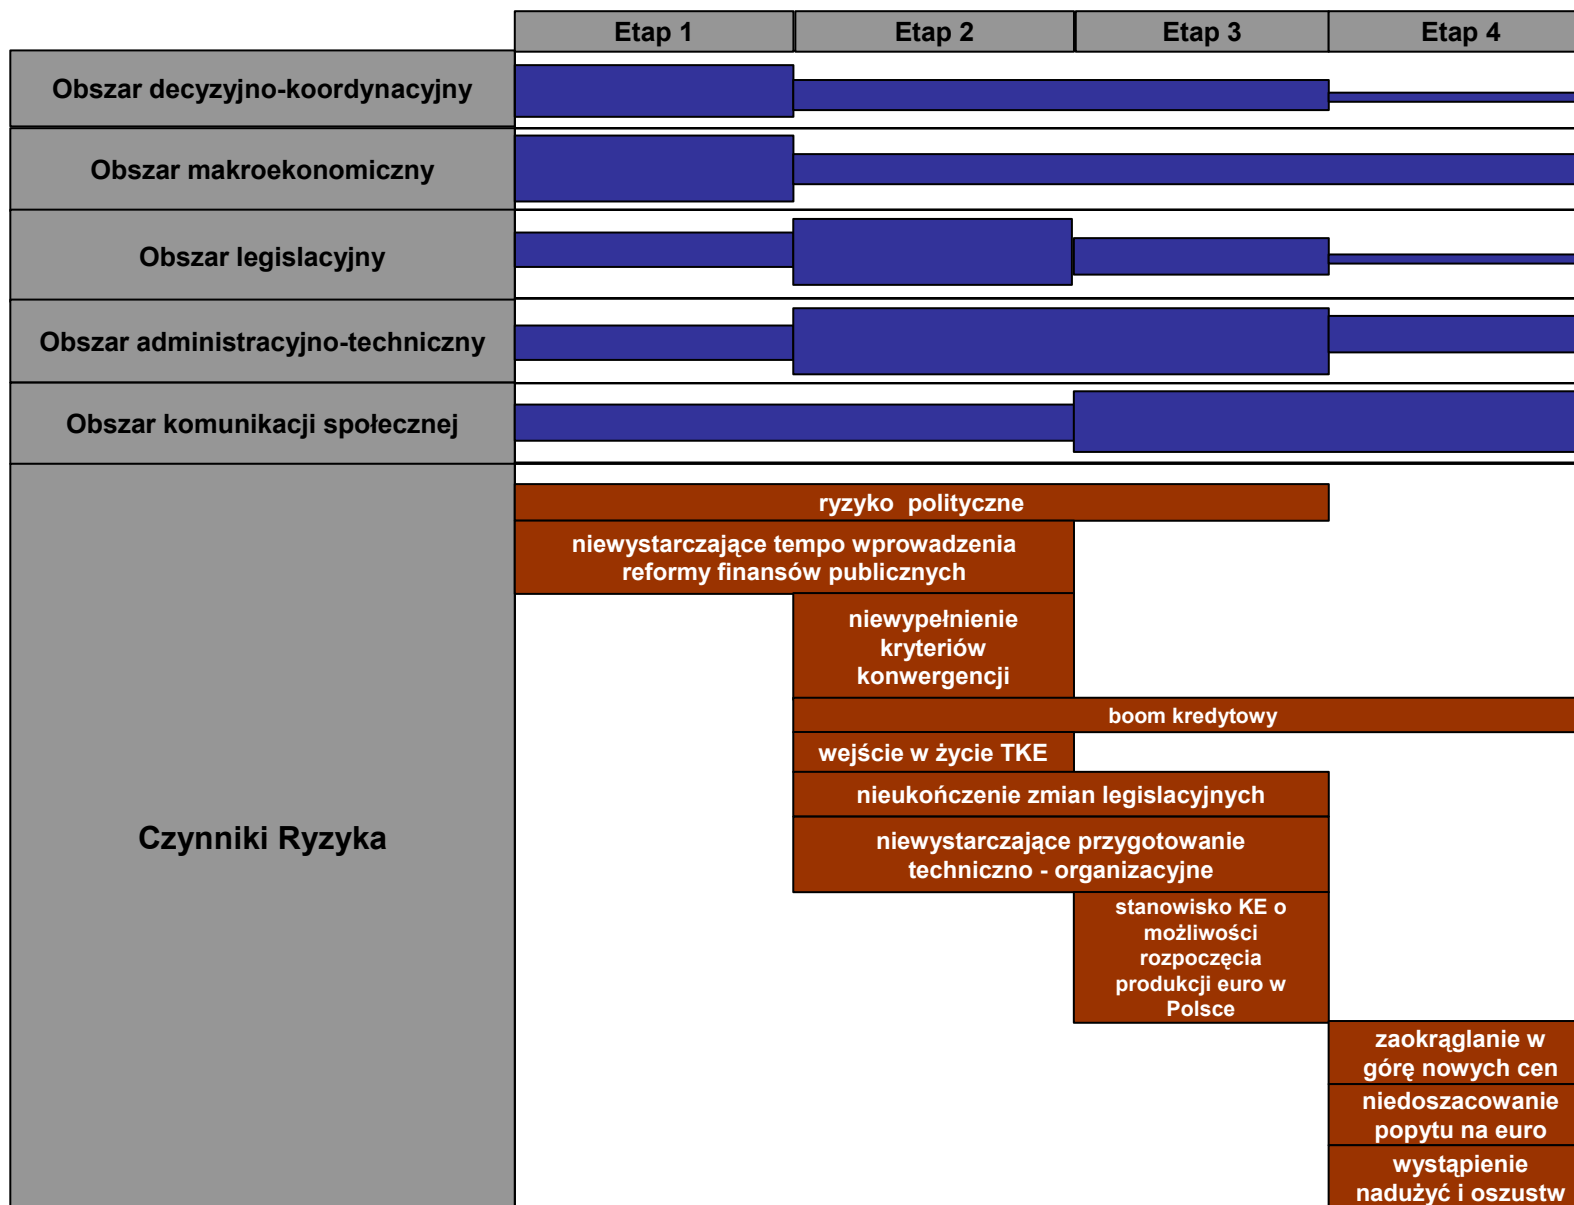 Etap 1 Etap 2 Etap 3 Etap 4
Obszar decyzyjno-koordynacyjny
Obszar makroekonomiczny
Obszar legislacyjny
Obszar administracyjno-techniczny
Obszar komunikacji społecznej
Czynniki Ryzyka
ryzyko polityczne
niewystarczające tempo wprowadzenia
reformy finansów publicznych
niewypełnienie
kryteriów
konwergencji
boom kredytowy
wejście w życie TKE
nieukończenie zmian legislacyjnych
niewystarczające przygotowanie
techniczno - organizacyjne
stanowisko KE o
możliwości
rozpoczęcia
produkcji euro w
Polsce
zaokrąglanie w
górę nowych cen
niedoszacowanie
popytu na euro
wystąpienie
nadużyć i oszustw